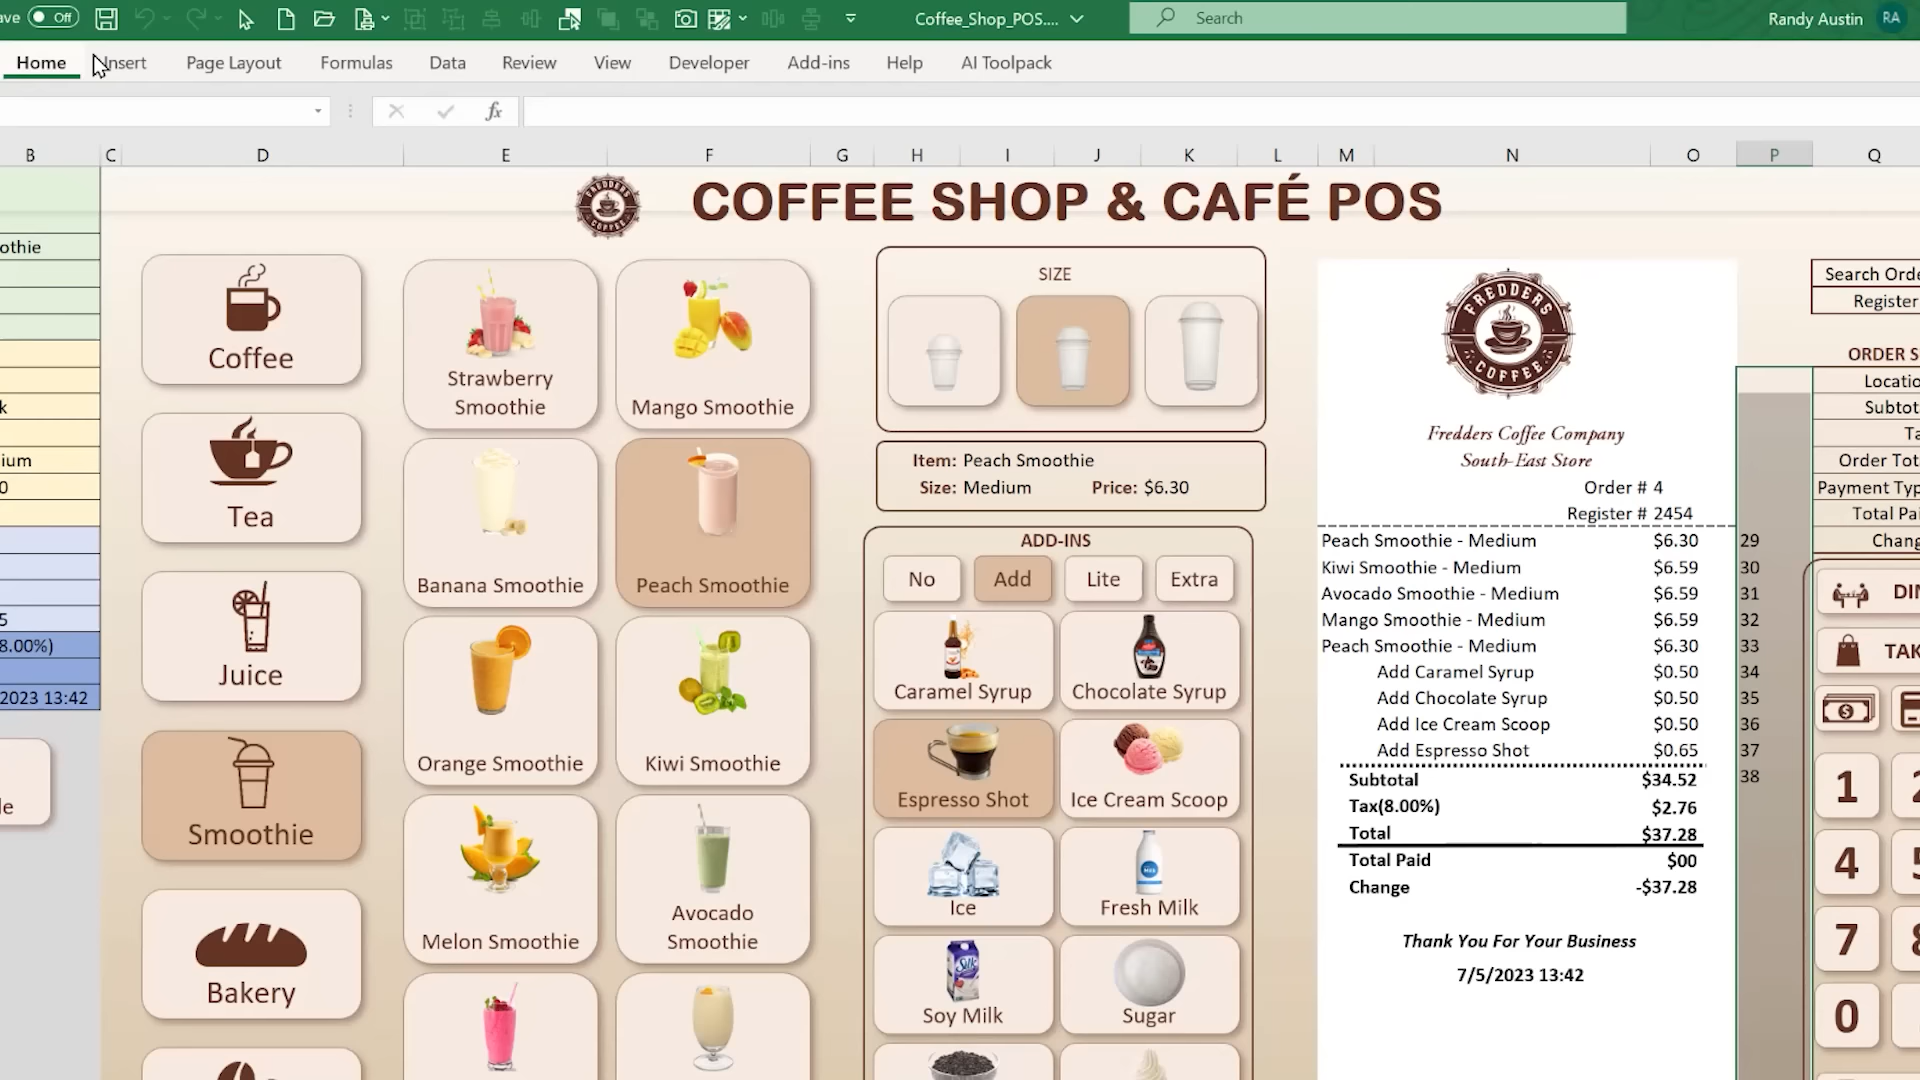 ave Off Coffee_Shop_POS.... Search Randy Austin RA
Home Insert Page Layout Formulas Data Review View Developer Add-ins Help AI Toolpack
fx
B C D E F G H I J K L M N O P Q
COFFEE SHOP & CAFÉ POS
FREDDERS
COFFEE
othie
k
ium
0
5
8.00%)
2023 13:42
le
Coffee
Tea
Juice
Smoothie
Bakery
Strawberry
Smoothie
Mango Smoothie
Banana Smoothie
Peach Smoothie
Orange Smoothie
Kiwi Smoothie
Melon Smoothie
Avocado
Smoothie
SIZE
Item: Peach Smoothie
Size: Medium Price: $6.30
ADD-INS
No Add Lite Extra
Caramel Syrup
Chocolate Syrup
Espresso Shot
Ice Cream Scoop
Ice
Fresh Milk
Soy Milk
Silk
Sugar
FREDDERS
COFFEE
Fredders Coffee Company
South-East Store
Order # 4
Register # 2454
Peach Smoothie - Medium $6.30 29
Kiwi Smoothie - Medium $6.59 30
Avocado Smoothie - Medium $6.59 31
Mango Smoothie - Medium $6.59 32
Peach Smoothie - Medium $6.30 33
Add Caramel Syrup $0.50 34
Add Chocolate Syrup $0.50 35
Add Ice Cream Scoop $0.50 36
Add Espresso Shot $0.65 37
38
Subtotal $34.52
Tax(8.00%) $2.76
Total $37.28
Total Paid $00
Change -$37.28
Thank You For Your Business
7/5/2023 13:42
Search Orde
Register
ORDER S
Locatio
Subtot
Ta
Order Tot
Payment Typ
Total Pai
Chang
DIN
TAK
1 2
4 5
7 8
0